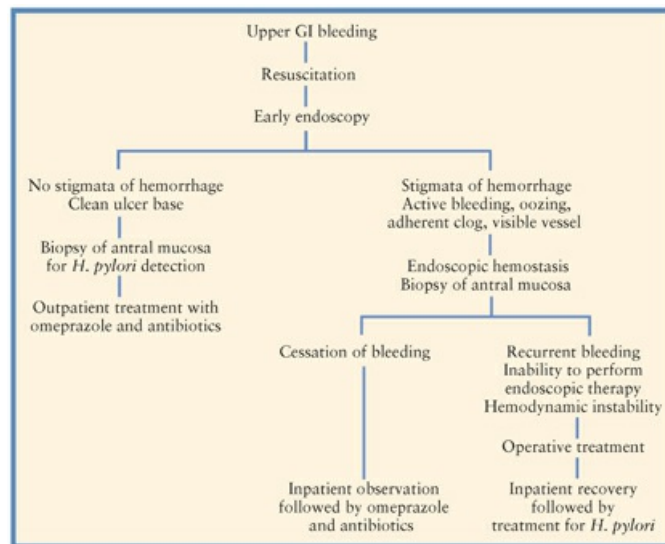 Upper GI bleeding
Resuscitation
Early endoscopy
No stigmata of hemorrhage
Clean ulcer base
Biopsy of antral mucosa
for H. pylori detection
Outpatient treatment with
omeprazole and antibiotics
Stigmata of hemorrhage
Active bleeding, oozing,
adherent clog, visible vessel
Endoscopic hemostasis
Biopsy of antral mucosa
Cessation of bleeding
Inpatient observation
followed by omeprazole
and antibiotics
Recurrent bleeding
Inability to perform
endoscopic therapy
Hemodynamic instability
Operative treatment
Inpatient recovery
followed by
treatment for H. pylori